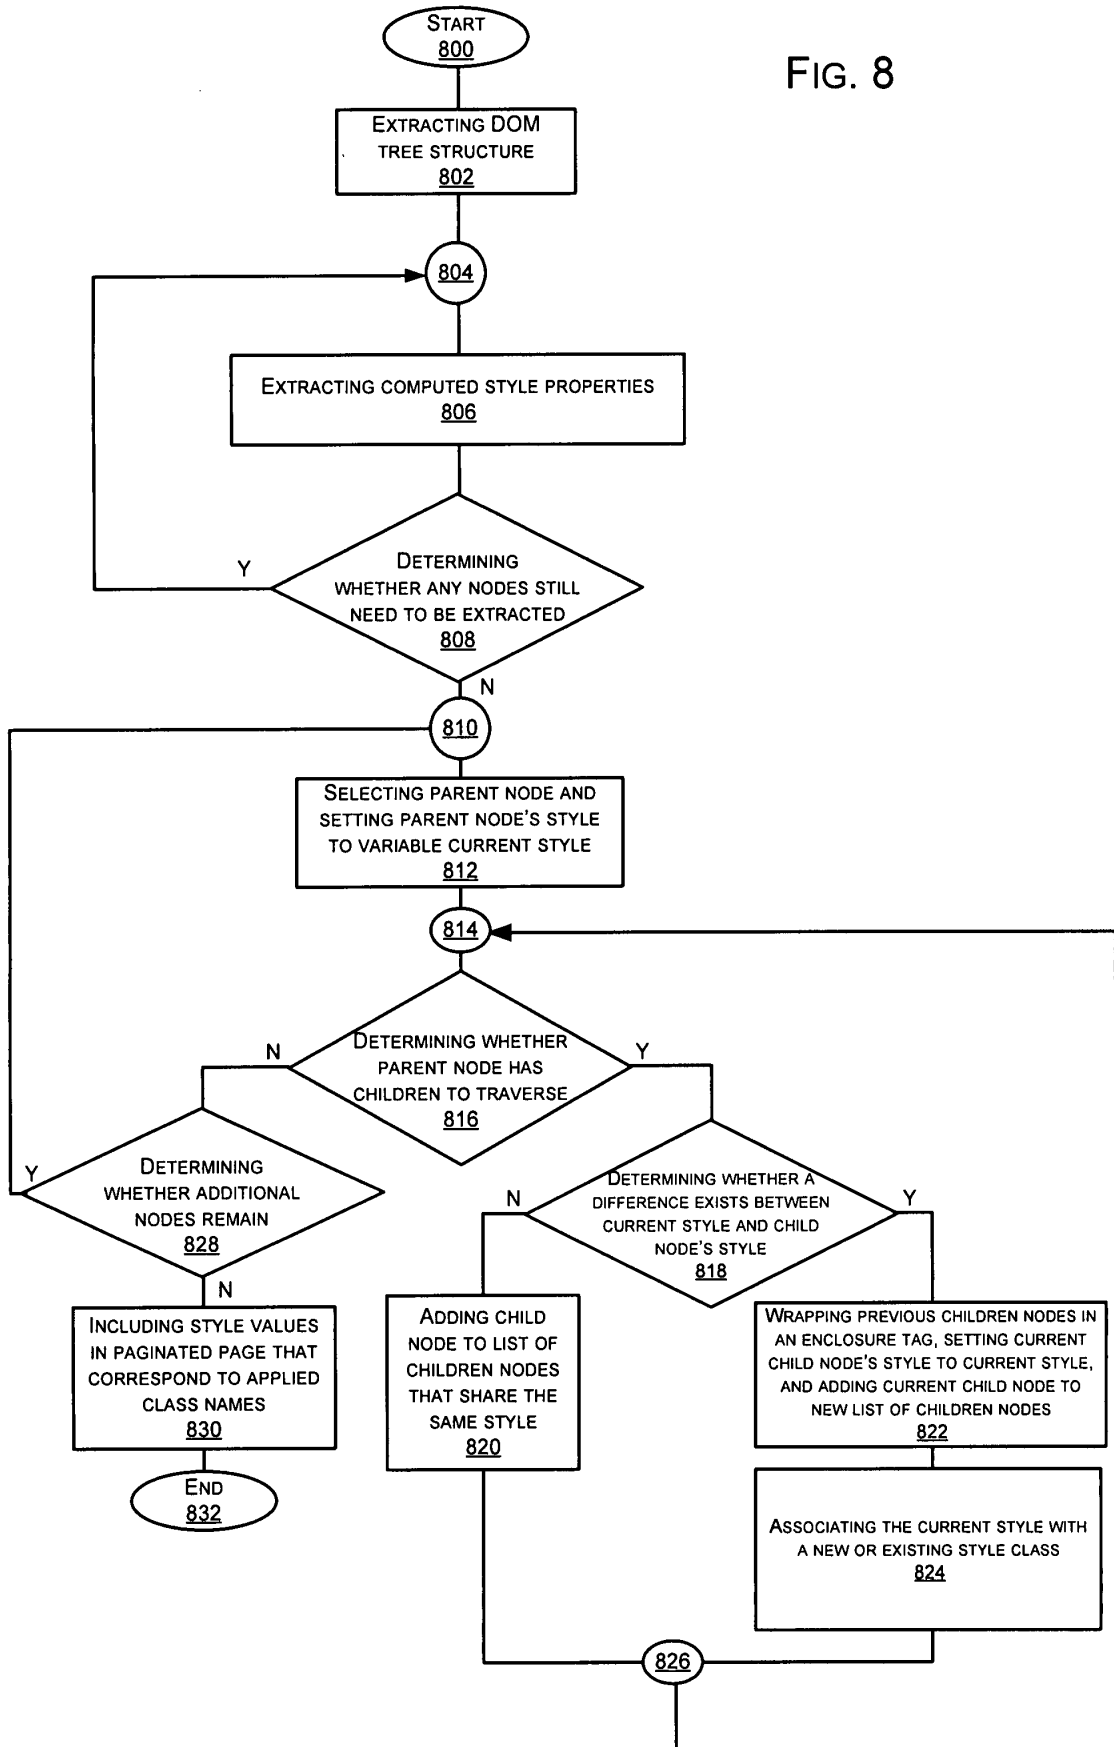 START
800
FIG. 8
EXTRACTING DOM
TREE STRUCTURE
802
804
EXTRACTING COMPUTED STYLE PROPERTIES
806
DETERMINING
WHETHER ANY NODES STILL
NEED TO BE EXTRACTED
808
Y
N
810
SELECTING PARENT NODE AND
SETTING PARENT NODE'S STYLE
TO VARIABLE CURRENT STYLE
812
814
DETERMINING WHETHER
PARENT NODE HAS
CHILDREN TO TRAVERSE
816
N
Y
DETERMINING
WHETHER ADDITIONAL
NODES REMAIN
828
Y
N
DETERMINING WHETHER A
DIFFERENCE EXISTS BETWEEN
CURRENT STYLE AND CHILD
NODE'S STYLE
818
N
Y
INCLUDING STYLE VALUES
IN PAGINATED PAGE THAT
CORRESPOND TO APPLIED
CLASS NAMES
830
END
832
ADDING CHILD
NODE TO LIST OF
CHILDREN NODES
THAT SHARE THE
SAME STYLE
820
WRAPPING PREVIOUS CHILDREN NODES IN
AN ENCLOSURE TAG, SETTING CURRENT
CHILD NODE'S STYLE TO CURRENT STYLE,
AND ADDING CURRENT CHILD NODE TO
NEW LIST OF CHILDREN NODES
822
ASSOCIATING THE CURRENT STYLE WITH
A NEW OR EXISTING STYLE CLASS
824
826